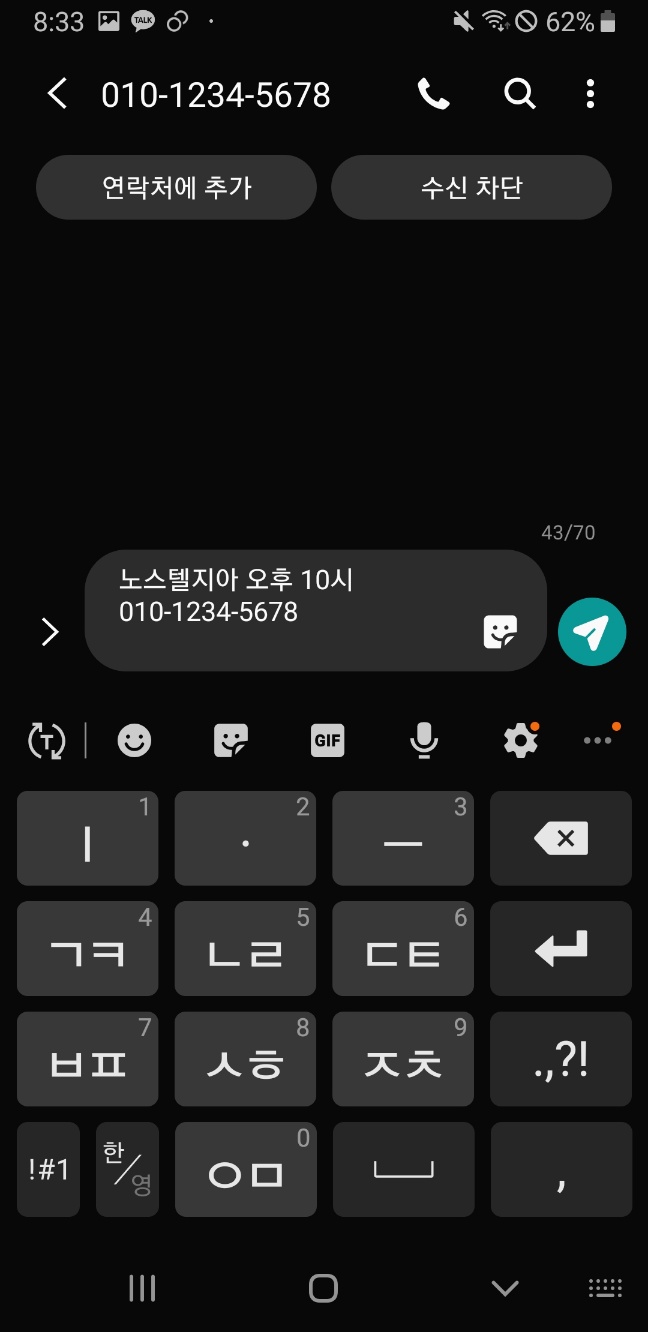 8:33 TALK 62%
010-1234-5678
연락처에 추가 수신 차단
43/70
노스텔지아 오후 10시
010-1234-5678
T GIF
ㅣ 1 · 2 ㅡ 3
ㄱㅋ 4 ㄴㄹ 5 ㄷㅌ 6
ㅂㅍ 7 ㅅㅎ 8 ㅈㅊ 9 .,?!
!#1 한/영 ㅇㅁ 0 ,